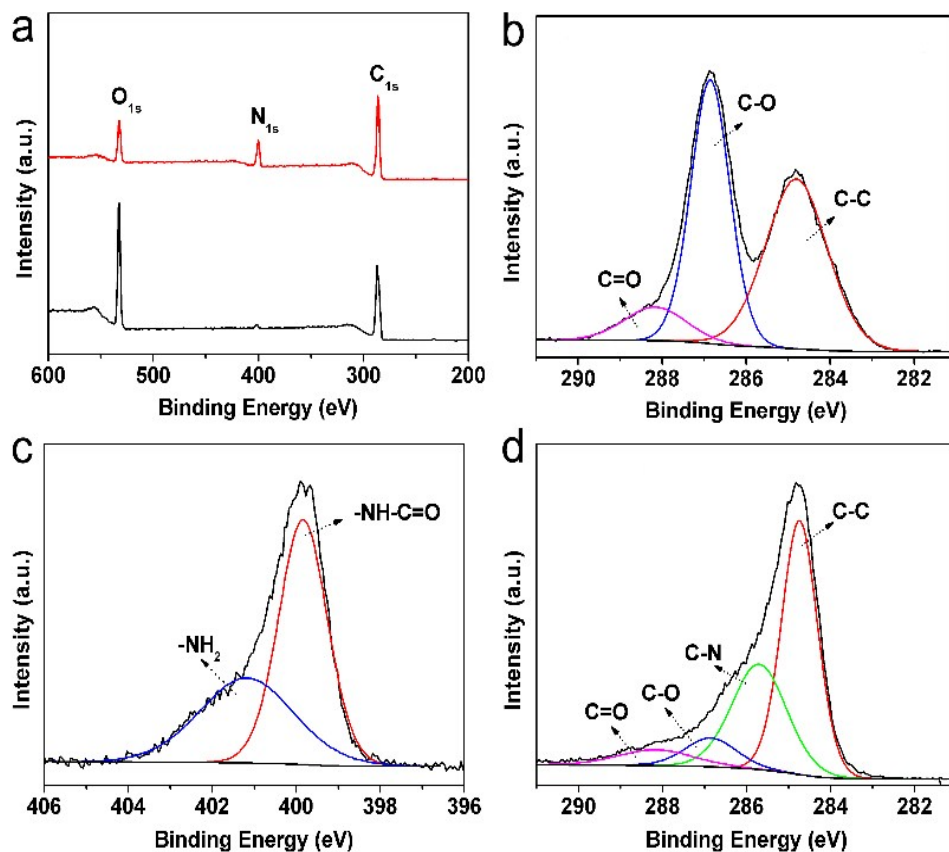 a
O1s
N1s
C1s
Intensity (a.u.)
600 500 400 300 200
Binding Energy (eV)
b
C-O
C-C
C=O
Intensity (a.u.)
290 288 286 284 282
Binding Energy (eV)
c
-NH-C=O
-NH2
Intensity (a.u.)
406 404 402 400 398 396
Binding Energy (eV)
d
C-C
C-N
C-O
C=O
Intensity (a.u.)
290 288 286 284 282
Binding Energy (eV)